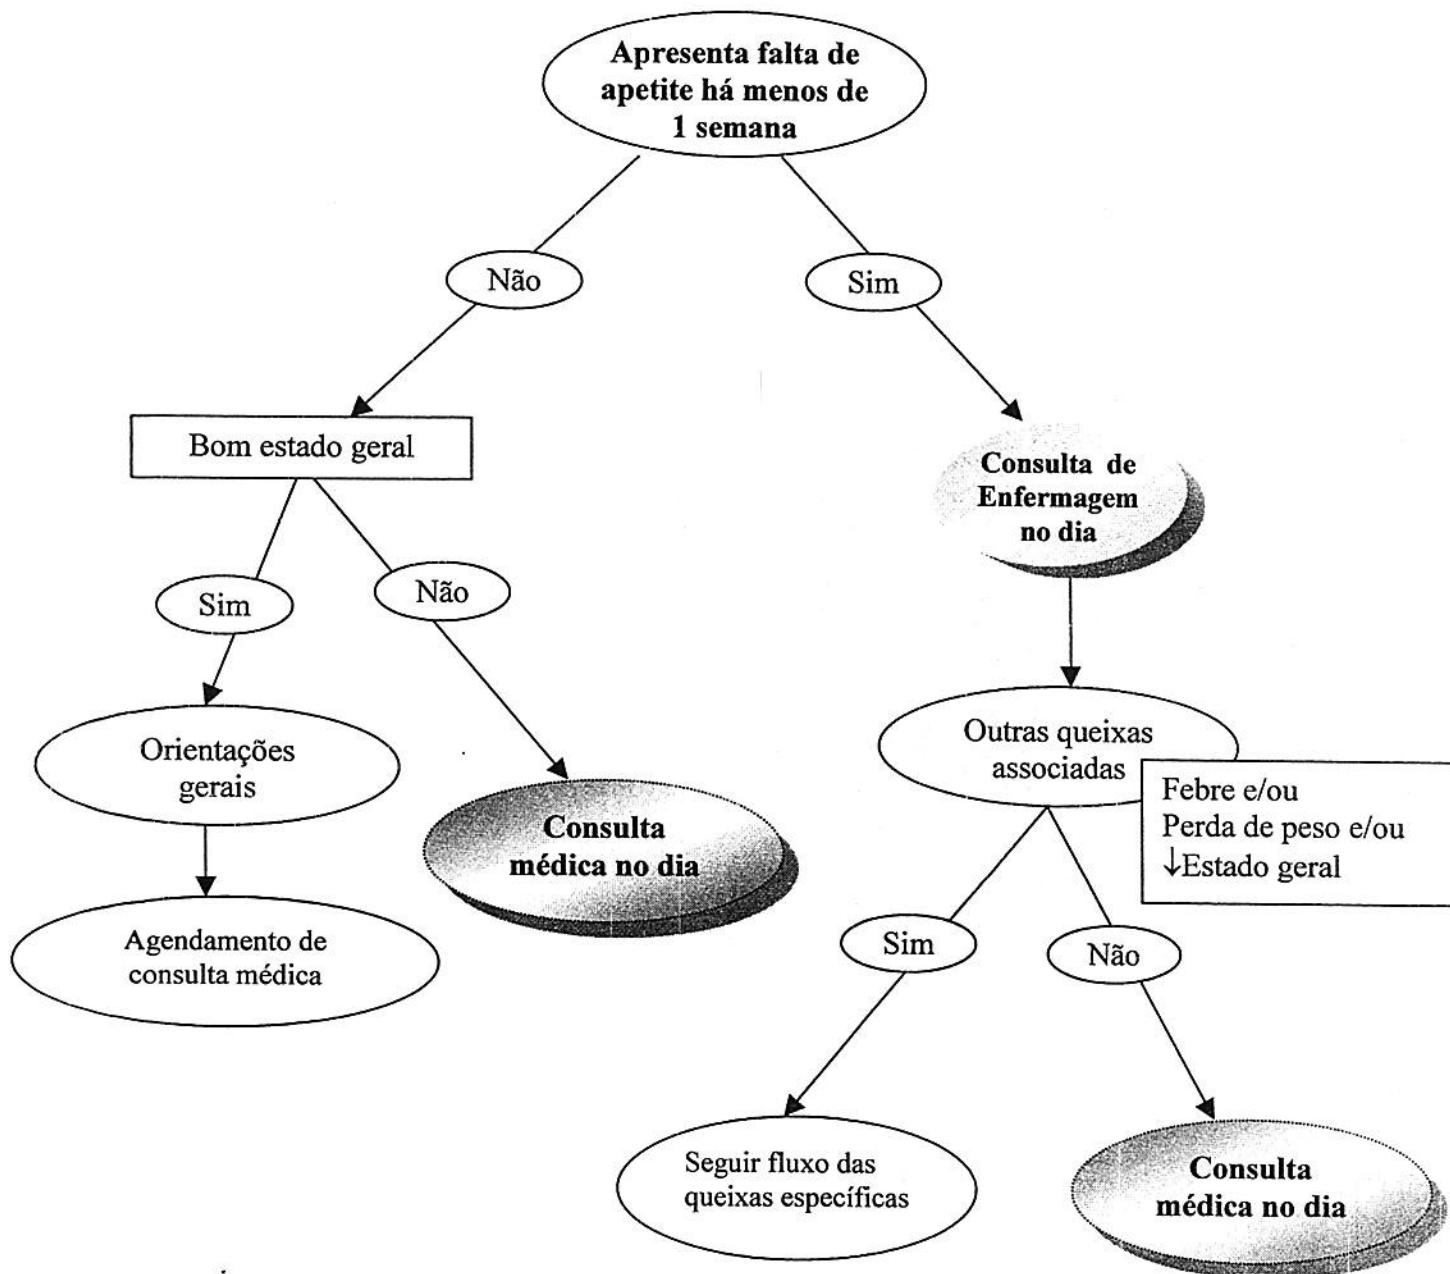 Apresenta falta de
apetite há menos de
1 semana
Não
Sim
Bom estado geral
Consulta de
Enfermagem
no dia
Sim
Não
Orientações
gerais
Outras queixas
associadas
Febre e/ou
Perda de peso e/ou
↓Estado geral
Consulta
médica no dia
Agendamento de
consulta médica
Sim
Não
Seguir fluxo das
queixas específicas
Consulta
médica no dia